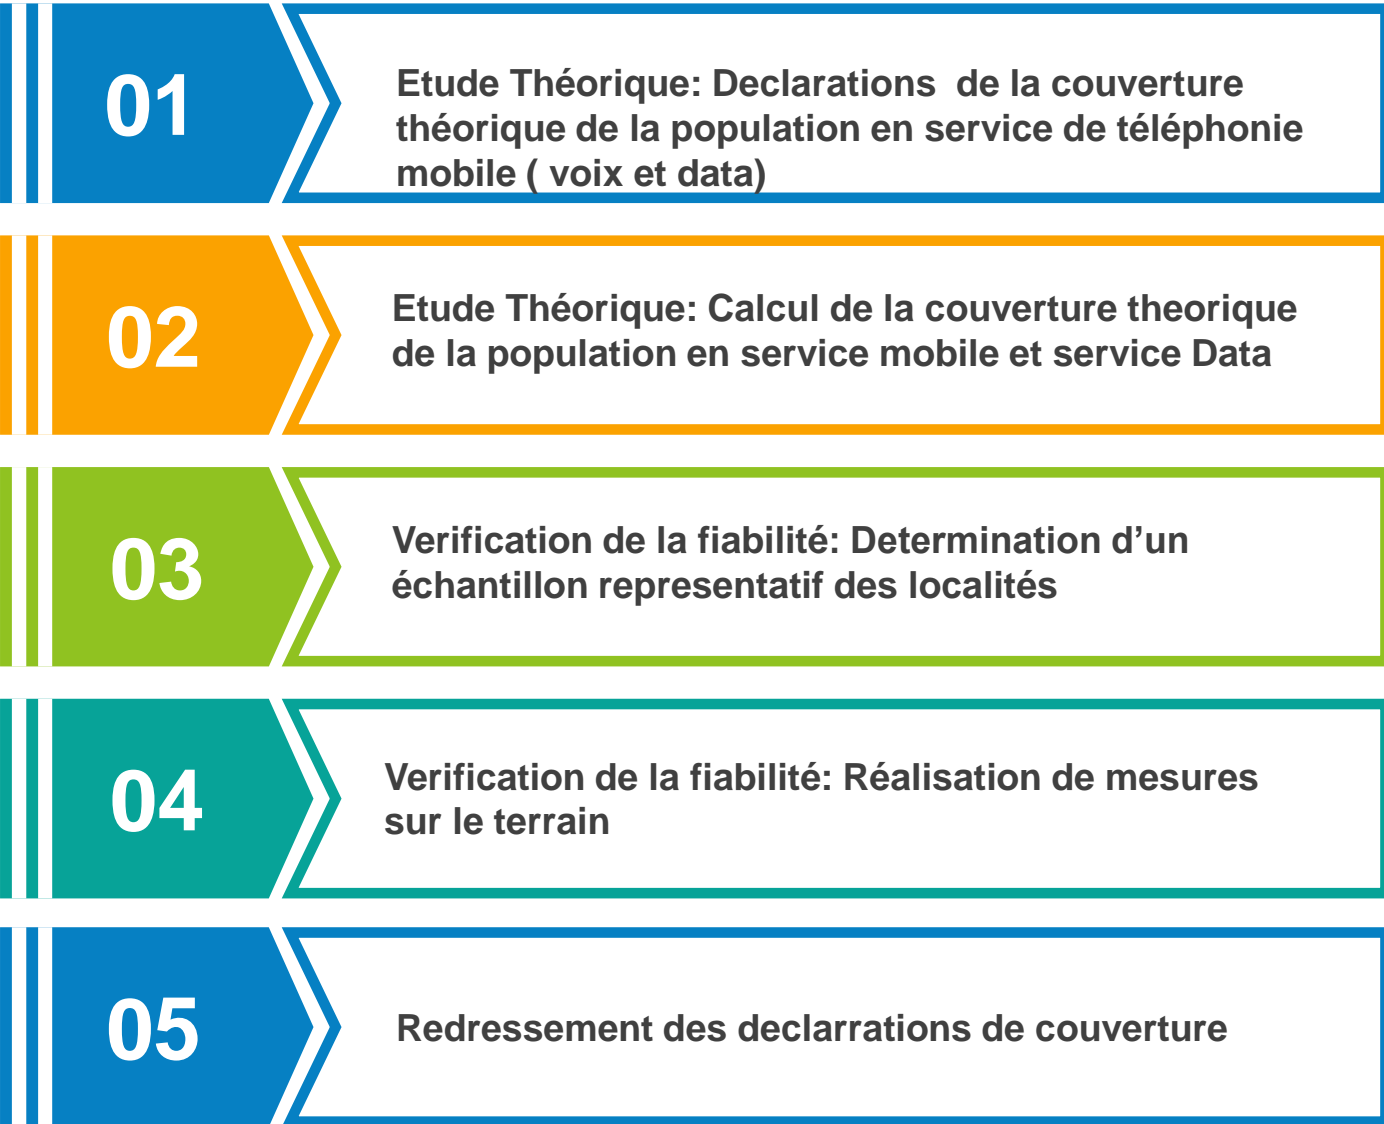 01
Etude Théorique: Declarations  de la couverture
théorique de la population en service de téléphonie
mobile ( voix et data)
02
Etude Théorique: Calcul de la couverture theorique
de la population en service mobile et service Data
03
Verification de la fiabilité: Determination d’un
échantillon representatif des localités
04
Verification de la fiabilité: Réalisation de mesures
sur le terrain
05
Redressement des declarrations de couverture